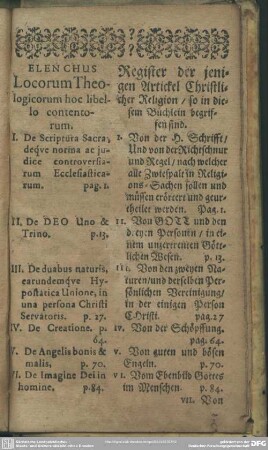 ELENCHUS
Locorum Theo-
logicorum hoc libel-
lo contento-
rum.
I. De Scriptura Sacra,
deqve norma ac ju-
dice controversia-
rum Ecclesiastica-
rum. pag. 1.
II. De DEO Uno &
Trino. p. 13.
III. De duabus naturis,
earundemqve Hy-
postatica Unione, in
una persona Christi
Servatoris. p. 27.
IV. De Creatione. p.
64.
V. De Angelis bonis &
malis. p. 70.
VI. De Imagine Dei in
homine, p. 84.
Register der jeni-
gen Artickel Christli-
cher Religion / so in die-
sem Büchlein begrif-
fen sind.
I. Von der H. Schrifft /
Und von der Richtschnur
und Regel / nach welcher
alle Zwiespalt in Religi-
ons-Sachen sollen und
müssen erörtert und geur-
theilet werden. Pag. 1.
II. Von GOTT und den
dreyen Personen / in ei-
nem unzertrenten Gött-
lichen Wesen. p. 13.
III. Von den zweyen Na-
turen / und derselben Per-
sönlichen Vereinigung /
in der einigen Person
Christi. pag. 27
IV. Von der Schöpffung.
pag. 64.
V. Von guten und bösen
Engeln. p. 70.
VI. Vom Ebenbild Gottes
im Menschen p. 84.
VII. Von